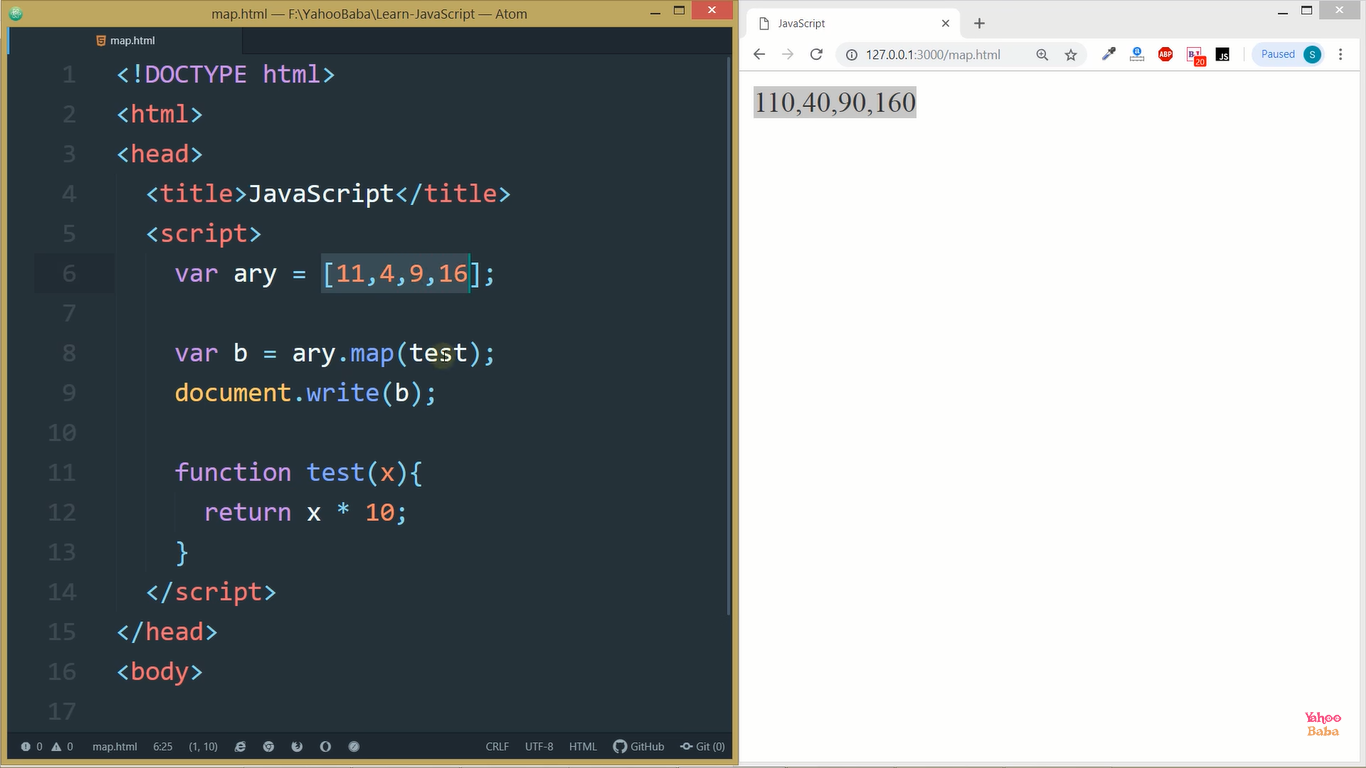 map.html — F:\YahooBaba\Learn-JavaScript — Atom
map.html
1 <!DOCTYPE html>
2 <html>
3 <head>
4 <title>JavaScript</title>
5 <script>
6 var ary = [11,4,9,16];
7
8 var b = ary.map(test);
9 document.write(b);
10
11 function test(x){
12 return x * 10;
13 }
14 </script>
15 </head>
16 <body>
17
0 0 map.html 6:25 (1, 10) CRLF UTF-8 HTML GitHub Git (0)
JavaScript
127.0.0.1:3000/map.html ABP 20 JS Paused S
110,40,90,160
Yahoo
Baba